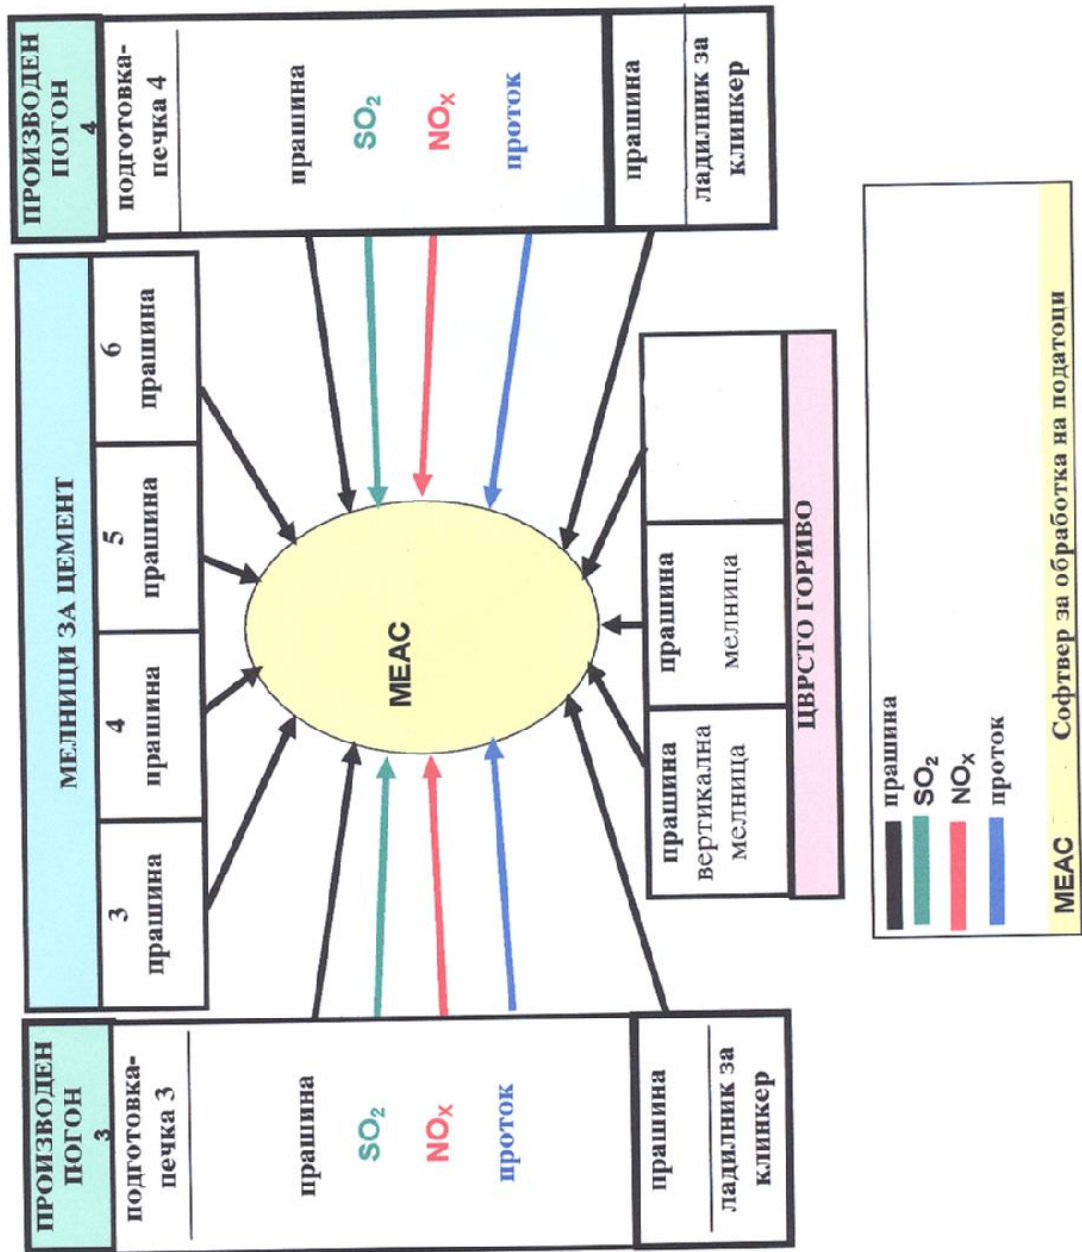 ПРОИЗВОДЕН
ПОГОН
3
подготовка-
печка 3
прашина
SO₂
NOₓ
проток
прашина
ладилник за
клинкер
МЕЛНИЦИ ЗА ЦЕМЕНТ
3
прашина
4
прашина
5
прашина
6
прашина
МЕАС
прашина
вертикална
мелница
прашина
мелница
ЦВРСТО ГОРИВО
ПРОИЗВОДЕН
ПОГОН
4
подготовка-
печка 4
прашина
SO₂
NOₓ
проток
прашина
ладилник за
клинкер
прашина
SO₂
NOₓ
проток
МЕАС Софтвер за обработка на податоци